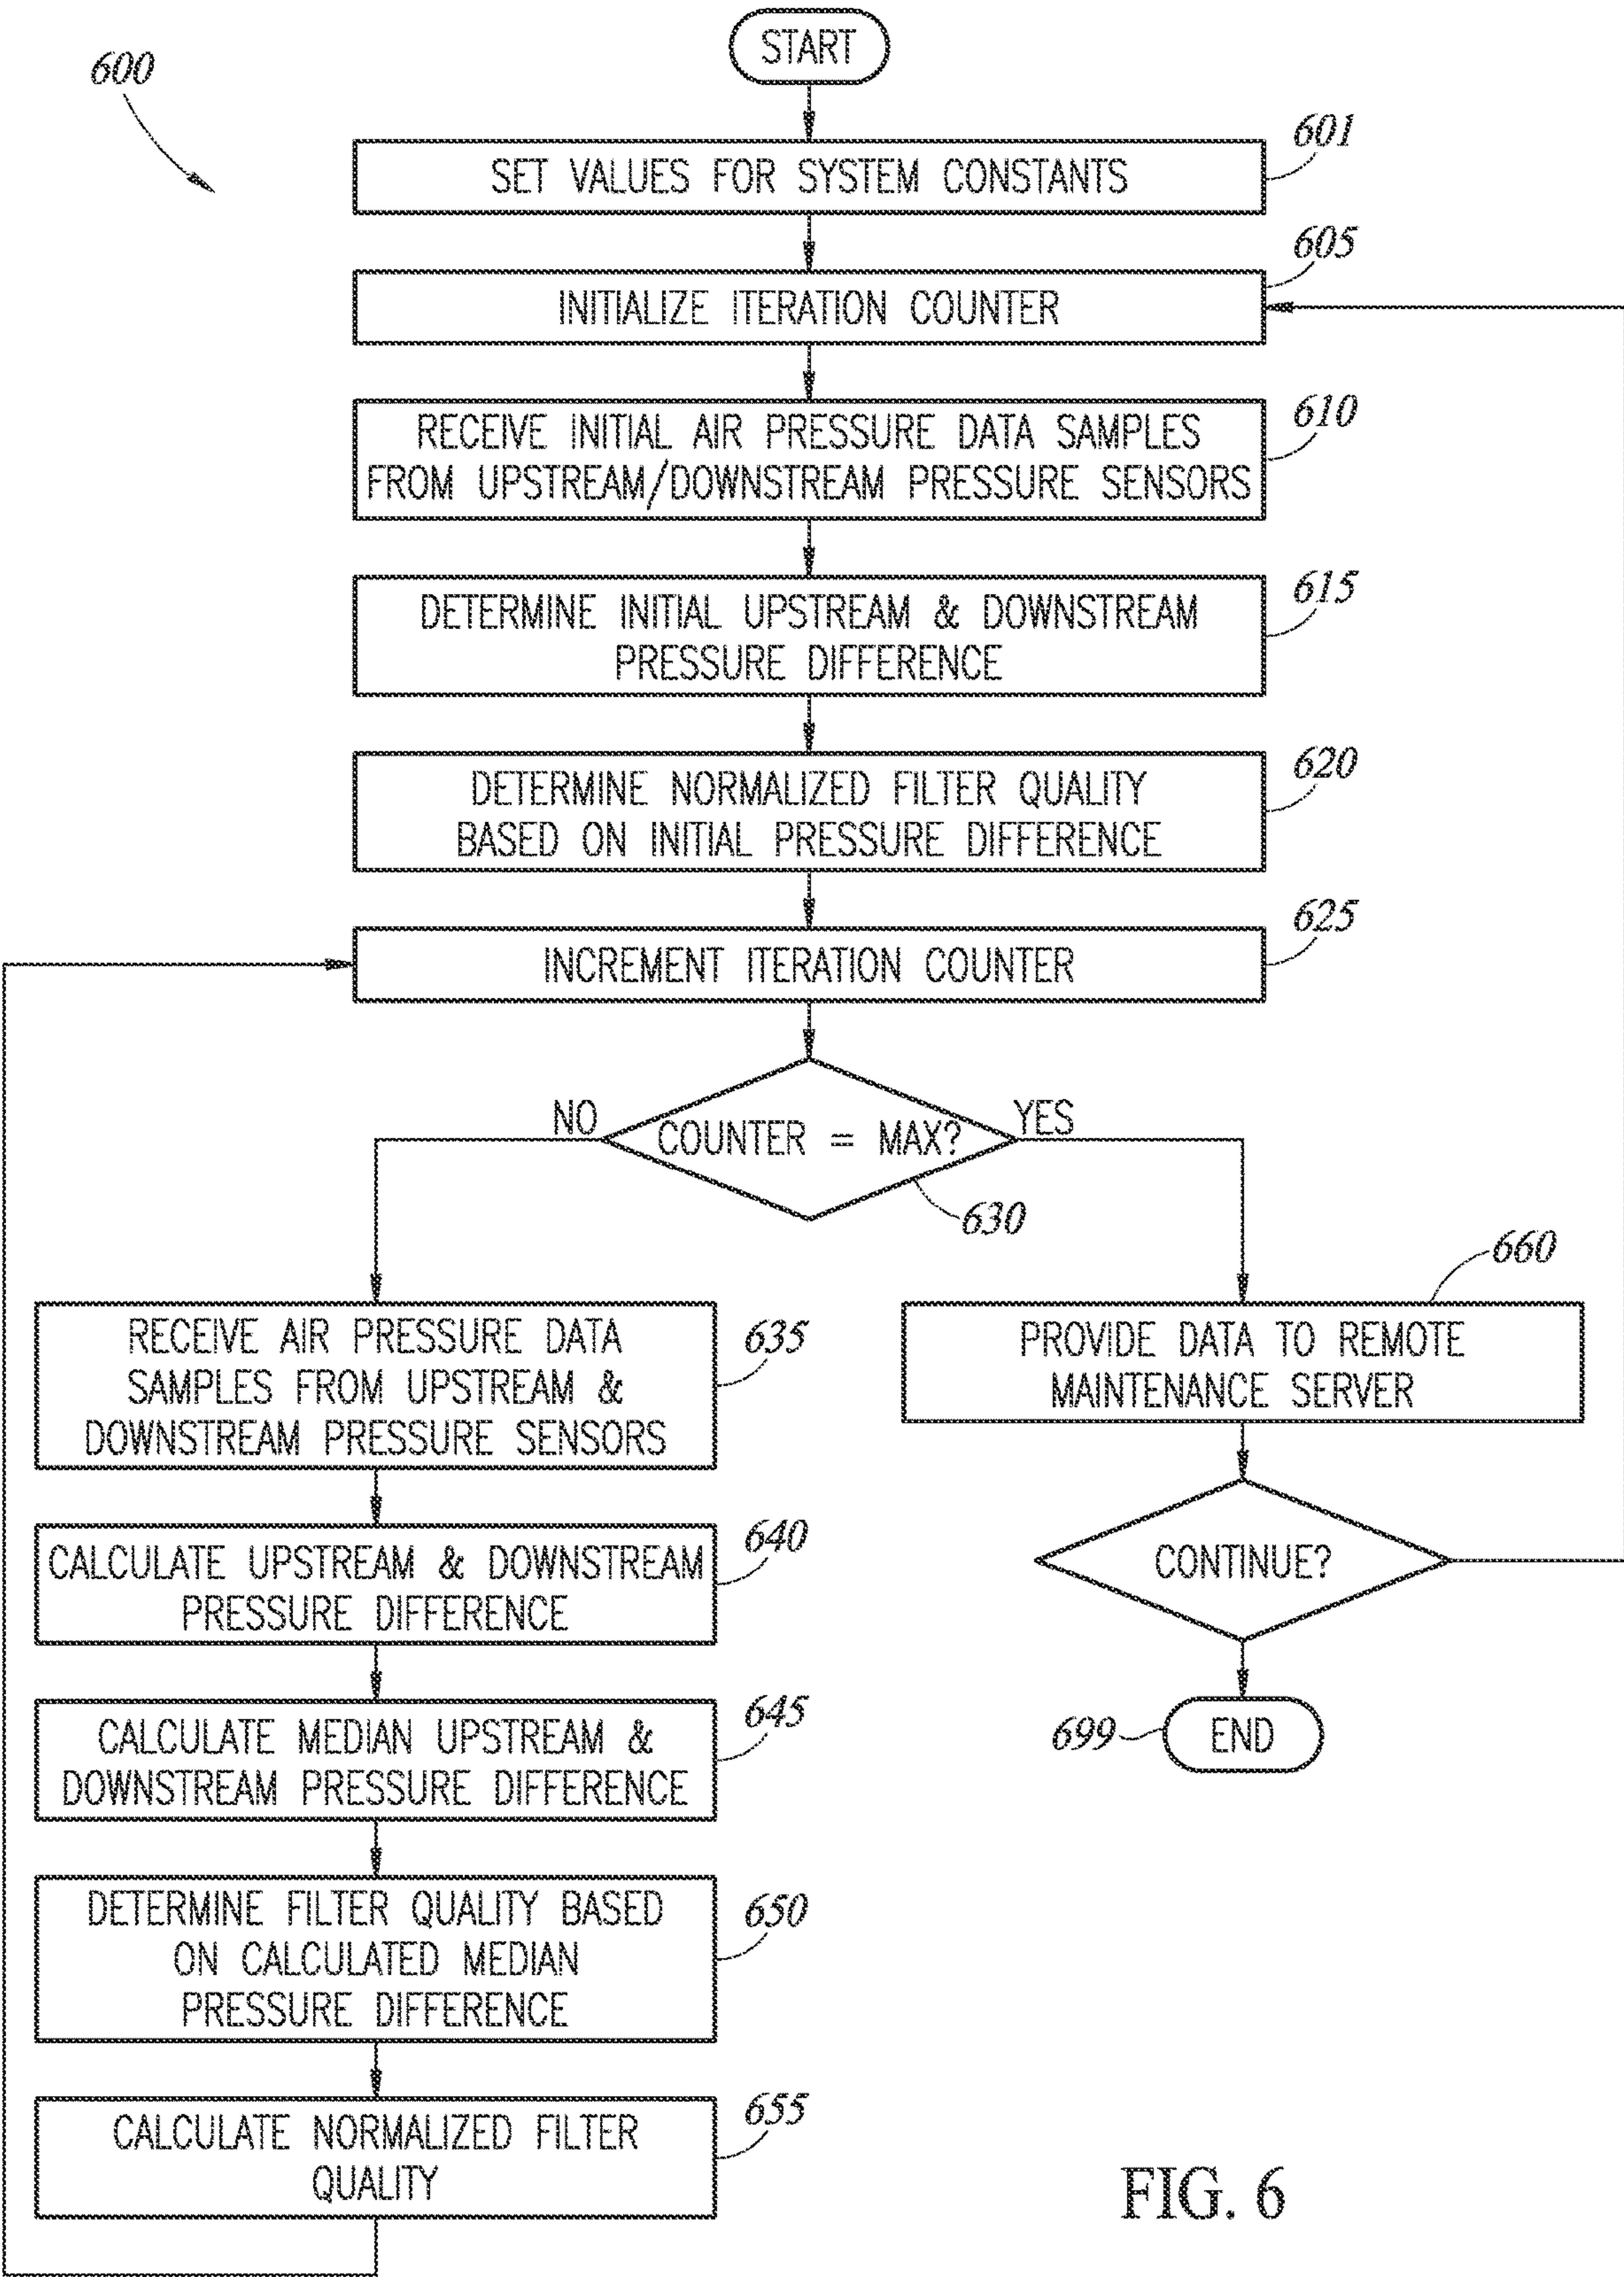 START
600
SET VALUES FOR SYSTEM CONSTANTS
601
INITIALIZE ITERATION COUNTER
605
RECEIVE INITIAL AIR PRESSURE DATA SAMPLES
FROM UPSTREAM/DOWNSTREAM PRESSURE SENSORS
610
DETERMINE INITIAL UPSTREAM & DOWNSTREAM
PRESSURE DIFFERENCE
615
DETERMINE NORMALIZED FILTER QUALITY
BASED ON INITIAL PRESSURE DIFFERENCE
620
INCREMENT ITERATION COUNTER
625
NO
COUNTER = MAX?
YES
630
RECEIVE AIR PRESSURE DATA
SAMPLES FROM UPSTREAM &
DOWNSTREAM PRESSURE SENSORS
635
CALCULATE UPSTREAM & DOWNSTREAM
PRESSURE DIFFERENCE
640
CALCULATE MEDIAN UPSTREAM &
DOWNSTREAM PRESSURE DIFFERENCE
645
DETERMINE FILTER QUALITY BASED
ON CALCULATED MEDIAN
PRESSURE DIFFERENCE
650
CALCULATE NORMALIZED FILTER
QUALITY
655
660
PROVIDE DATA TO REMOTE
MAINTENANCE SERVER
CONTINUE?
699
END
FIG. 6